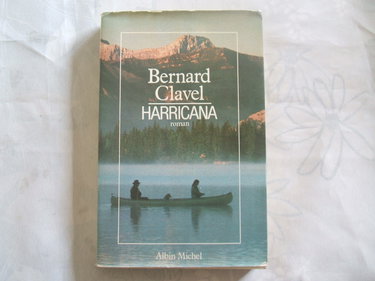 Bernard
Clavel
HARRICANA
roman
Albin Michel